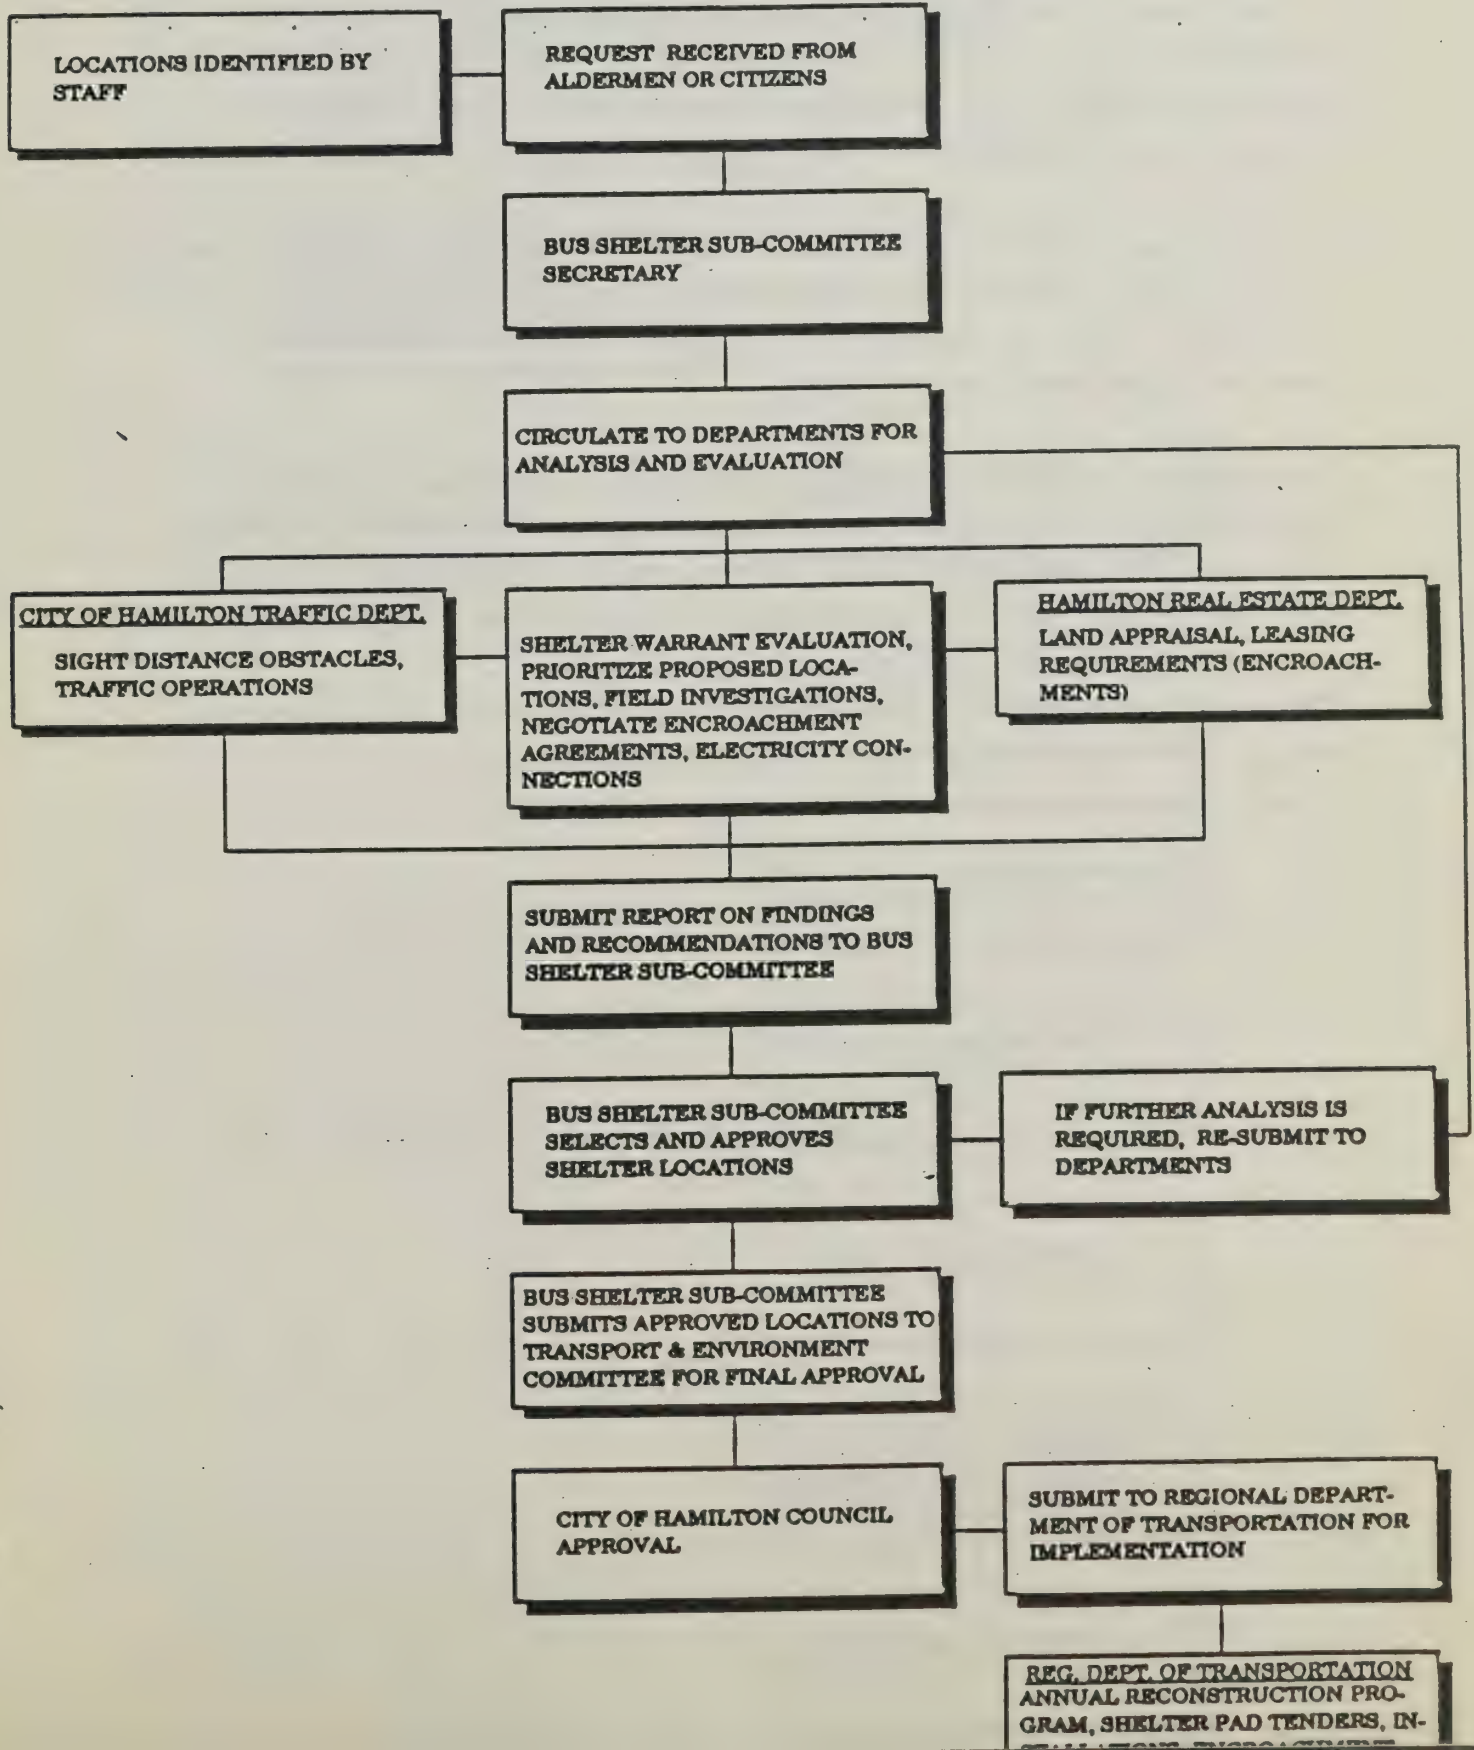 LOCATIONS IDENTIFIED BY
STAFF
REQUEST RECEIVED FROM
ALDERMEN OR CITIZENS
BUS SHELTER SUB-COMMITTEE
SECRETARY
CIRCULATE TO DEPARTMENTS FOR
ANALYSIS AND EVALUATION
CITY OF HAMILTON TRAFFIC DEPT.
SIGHT DISTANCE OBSTACLES,
TRAFFIC OPERATIONS
SHELTER WARRANT EVALUATION,
PRIORITIZE PROPOSED LOCA-
TIONS, FIELD INVESTIGATIONS,
NEGOTIATE ENCROACHMENT
AGREEMENTS, ELECTRICITY CON-
NECTIONS
HAMILTON REAL ESTATE DEPT.
LAND APPRAISAL, LEASING
REQUIREMENTS (ENCROACH-
MENTS)
SUBMIT REPORT ON FINDINGS
AND RECOMMENDATIONS TO BUS
SHELTER SUB-COMMITTEE
BUS SHELTER SUB-COMMITTEE
SELECTS AND APPROVES
SHELTER LOCATIONS
IF FURTHER ANALYSIS IS
REQUIRED, RE-SUBMIT TO
DEPARTMENTS
BUS SHELTER SUB-COMMITTEE
SUBMITS APPROVED LOCATIONS TO
TRANSPORT & ENVIRONMENT
COMMITTEE FOR FINAL APPROVAL
CITY OF HAMILTON COUNCIL
APPROVAL
SUBMIT TO REGIONAL DEPART-
MENT OF TRANSPORTATION FOR
IMPLEMENTATION
REG. DEPT. OF TRANSPORTATION
ANNUAL RECONSTRUCTION PRO-
GRAM, SHELTER PAD TENDERS, IN-